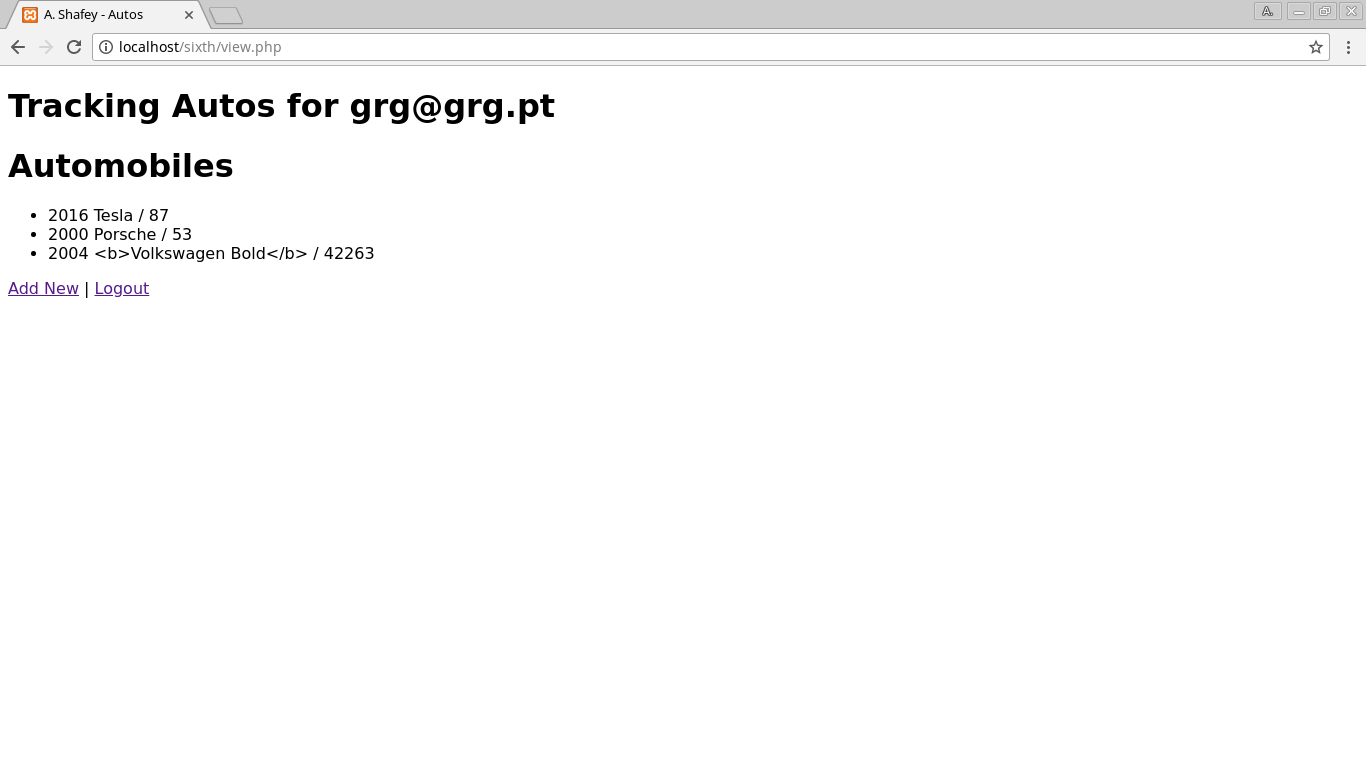 A. Shafey - Autos
A.
localhost/sixth/view.php
Tracking Autos for grg@grg.pt
Automobiles
• 2016 Tesla / 87
• 2000 Porsche / 53
• 2004 <b>Volkswagen Bold</b> / 42263
Add New | Logout